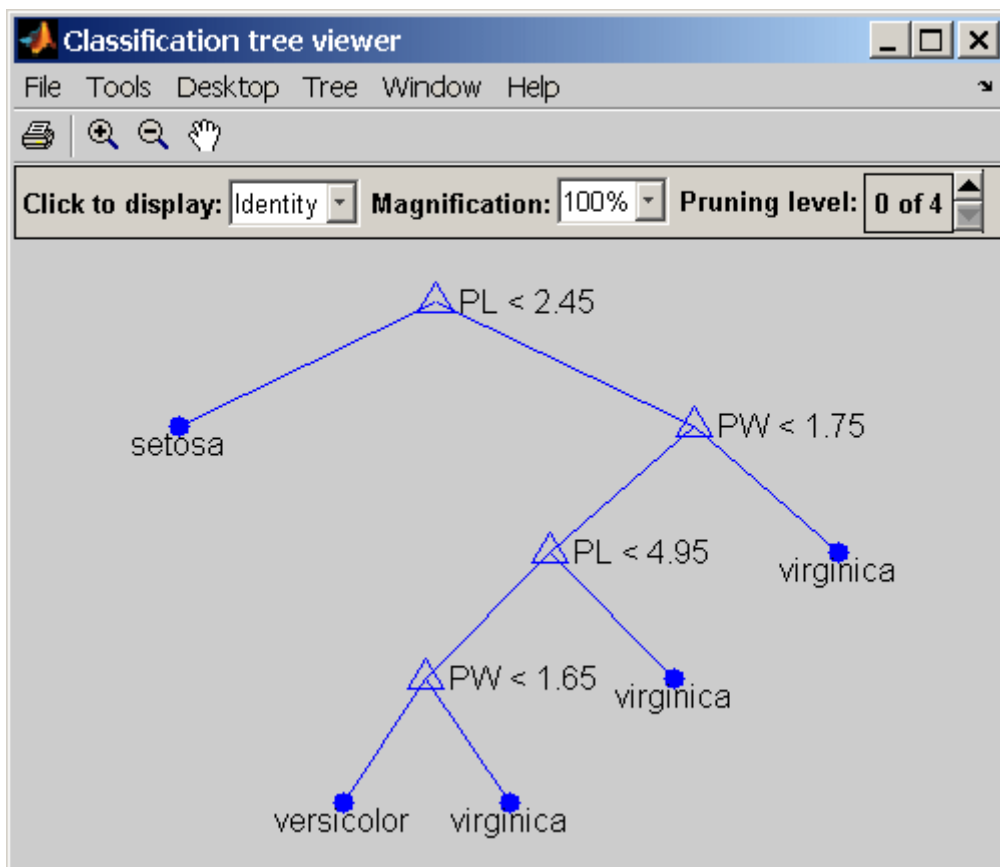 Classification tree viewer
File Tools Desktop Tree Window Help
Click to display: Identity Magnification: 100% Pruning level: 0 of 4
PL < 2.45
setosa
PW < 1.75
PL < 4.95
virginica
PW < 1.65
virginica
versicolor
virginica